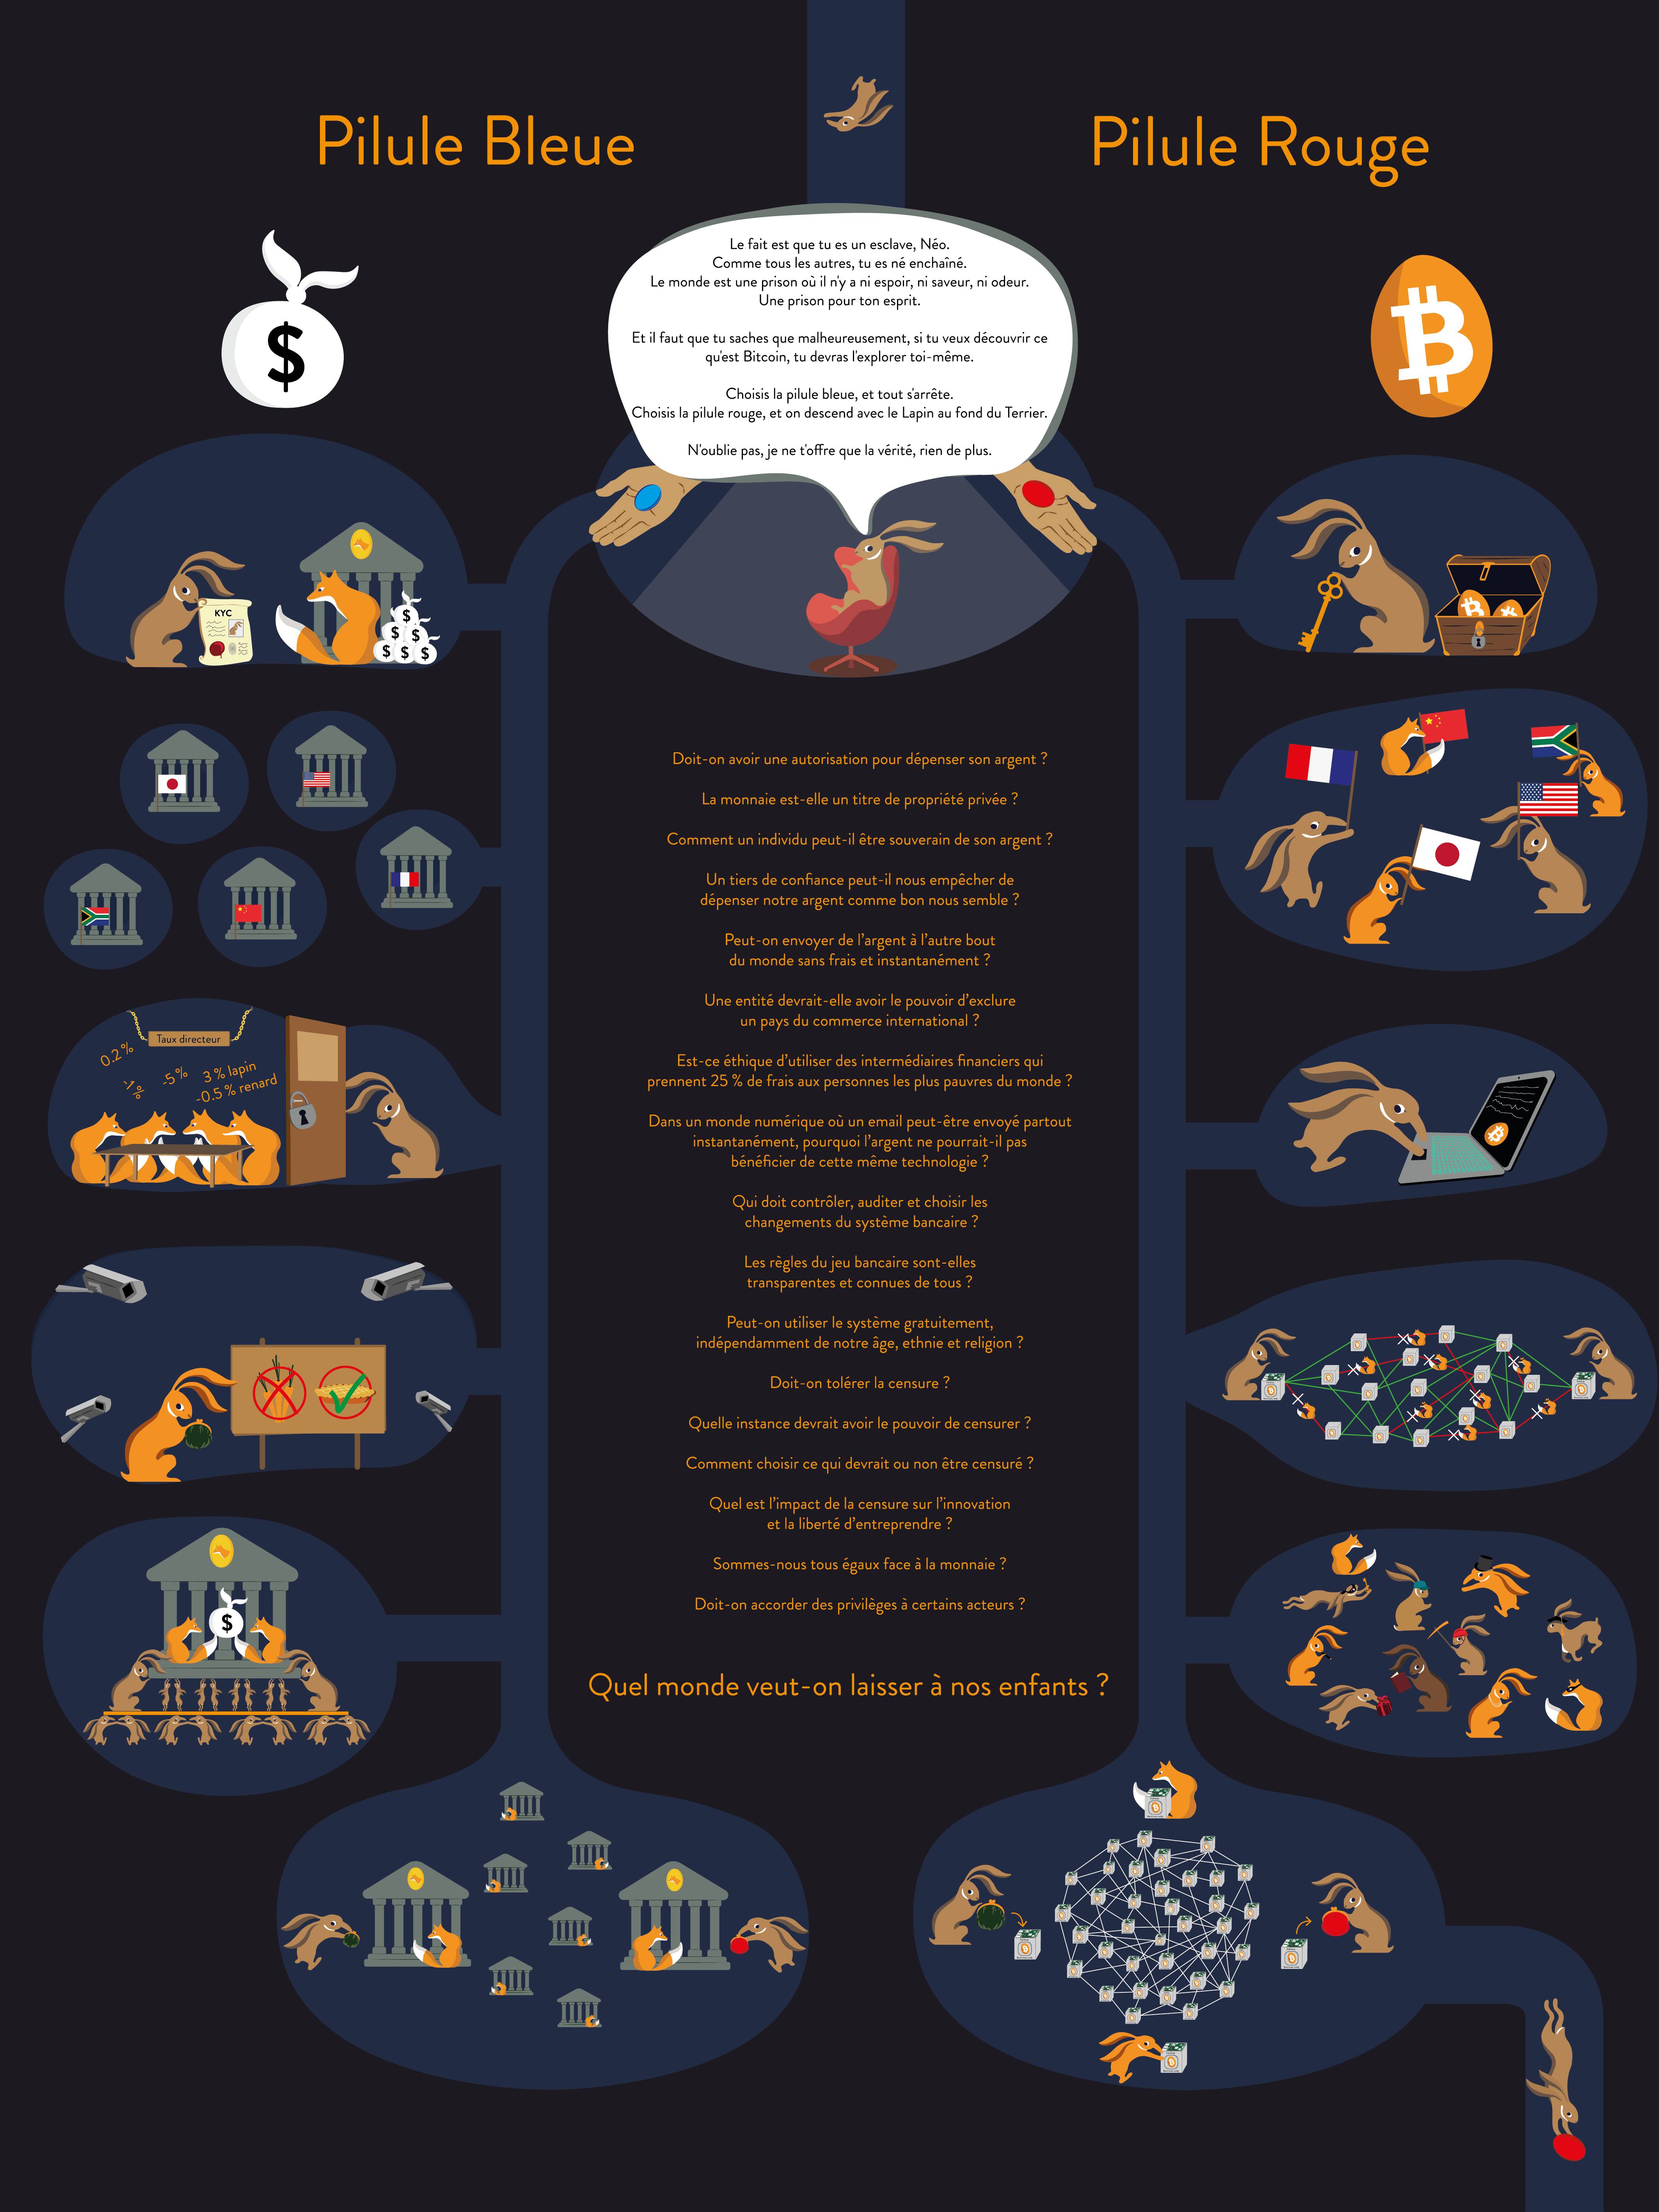 Pilule Bleue
Pilule Rouge
Le fait est que tu es un esclave, Néo.
Comme tous les autres, tu es né enchaîné.
Le monde est une prison où il n'y a ni espoir, ni saveur, ni odeur.
Une prison pour ton esprit.
Et il faut que tu saches que malheureusement, si tu veux découvrir ce
qu'est Bitcoin, tu devras l'explorer toi-même.
Choisis la pilule bleue, et tout s'arrête.
Choisis la pilule rouge, et on descend avec le Lapin au fond du Terrier.
N'oublie pas, je ne t'offre que la vérité, rien de plus.
$
KYC
$
$
$
$
$
$
Doit-on avoir une autorisation pour dépenser son argent ?
La monnaie est-elle un titre de propriété privée ?
Comment un individu peut-il être souverain de son argent ?
Un tiers de confiance peut-il nous empêcher de
dépenser notre argent comme bon nous semble ?
Peut-on envoyer de l’argent à l’autre bout
du monde sans frais et instantanément ?
Une entité devrait-elle avoir le pouvoir d’exclure
un pays du commerce international ?
Est-ce éthique d’utiliser des intermédiaires financiers qui
prennent 25 % de frais aux personnes les plus pauvres du monde ?
Dans un monde numérique où un email peut-être envoyé partout
instantanément, pourquoi l’argent ne pourrait-il pas
bénéficier de cette même technologie ?
Qui doit contrôler, auditer et choisir les
changements du système bancaire ?
Les règles du jeu bancaire sont-elles
transparentes et connues de tous ?
Peut-on utiliser le système gratuitement,
indépendamment de notre âge, ethnie et religion ?
Doit-on tolérer la censure ?
Quelle instance devrait avoir le pouvoir de censurer ?
Comment choisir ce qui devrait ou non être censuré ?
Quel est l’impact de la censure sur l’innovation
et la liberté d’entreprendre ?
Sommes-nous tous égaux face à la monnaie ?
Doit-on accorder des privilèges à certains acteurs ?
Quel monde veut-on laisser à nos enfants ?
Taux directeur
0.2 %
-1 %
-5 %
3 % lapin
-0.5 % renard
$